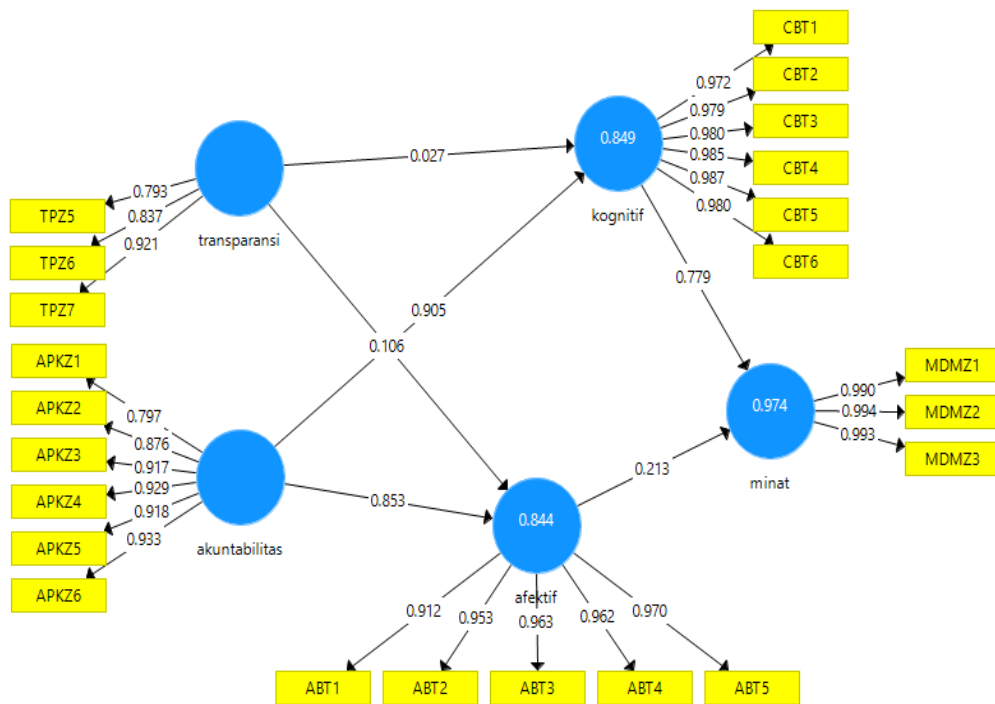 CBT1
CBT2
CBT3
CBT4
CBT5
CBT6
0.972
0.979
0.980
0.985
0.987
0.980
0.849
kognitif
0.027
0.793
0.837
0.921
TPZ5
TPZ6
TPZ7
transparansi
0.905
0.106
0.779
APKZ1
APKZ2
APKZ3
APKZ4
APKZ5
APKZ6
0.797
0.876
0.917
0.929
0.918
0.933
akuntabilitas
0.853
0.844
afektif
0.213
0.974
minat
0.990
0.994
0.993
MDMZ1
MDMZ2
MDMZ3
0.912
0.953
0.963
0.962
0.970
ABT1
ABT2
ABT3
ABT4
ABT5